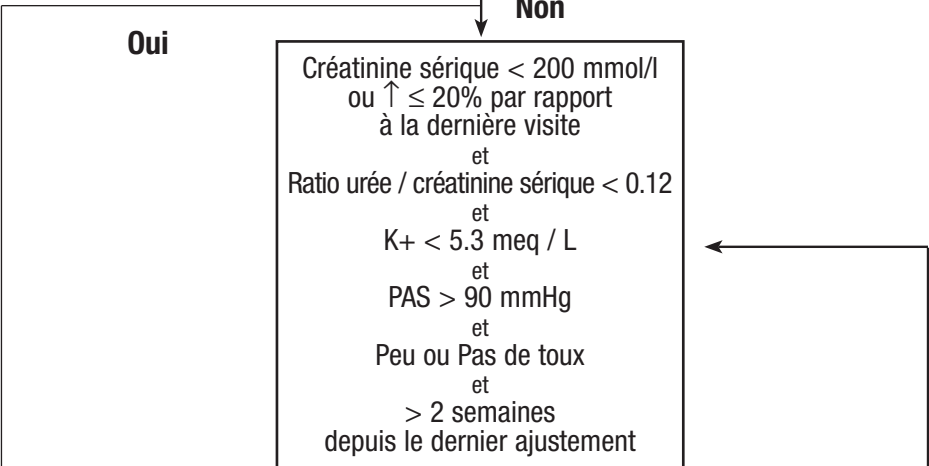 Non
Oui
Créatinine sérique < 200 mmol/l
ou ↑ ≤ 20% par rapport
à la dernière visite
et
Ratio urée / créatinine sérique < 0.12
et
K+ < 5.3 meq / L
et
PAS > 90 mmHg
et
Peu ou Pas de toux
et
> 2 semaines
depuis le dernier ajustement